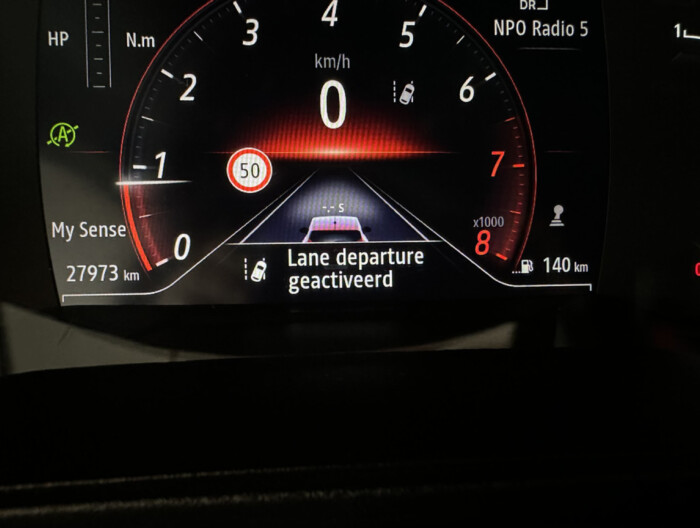 DR
HP
N.m
3
4
5
NPO Radio 5
1
km/h
2
0
6
A
1
50
7
-.- s
My Sense
x1000
0
8
Lane departure
geactiveerd
27973 km
140 km